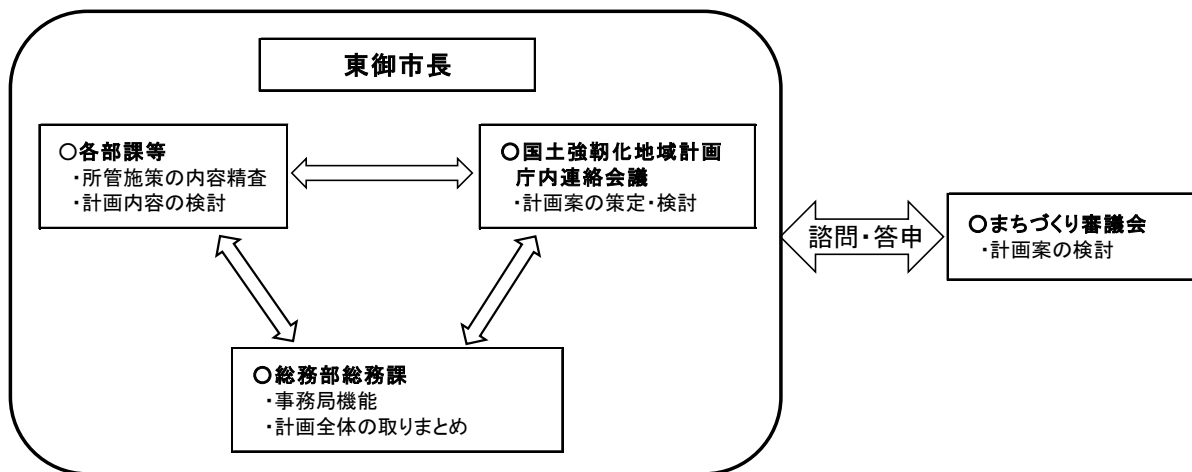 東御市長
○各部課等
・所管施策の内容精査
・計画内容の検討
○国土強靭化地域計画
庁内連絡会議
・計画案の策定・検討
諮問・答申
○まちづくり審議会
・計画案の検討
○総務部総務課
・事務局機能
・計画全体の取りまとめ